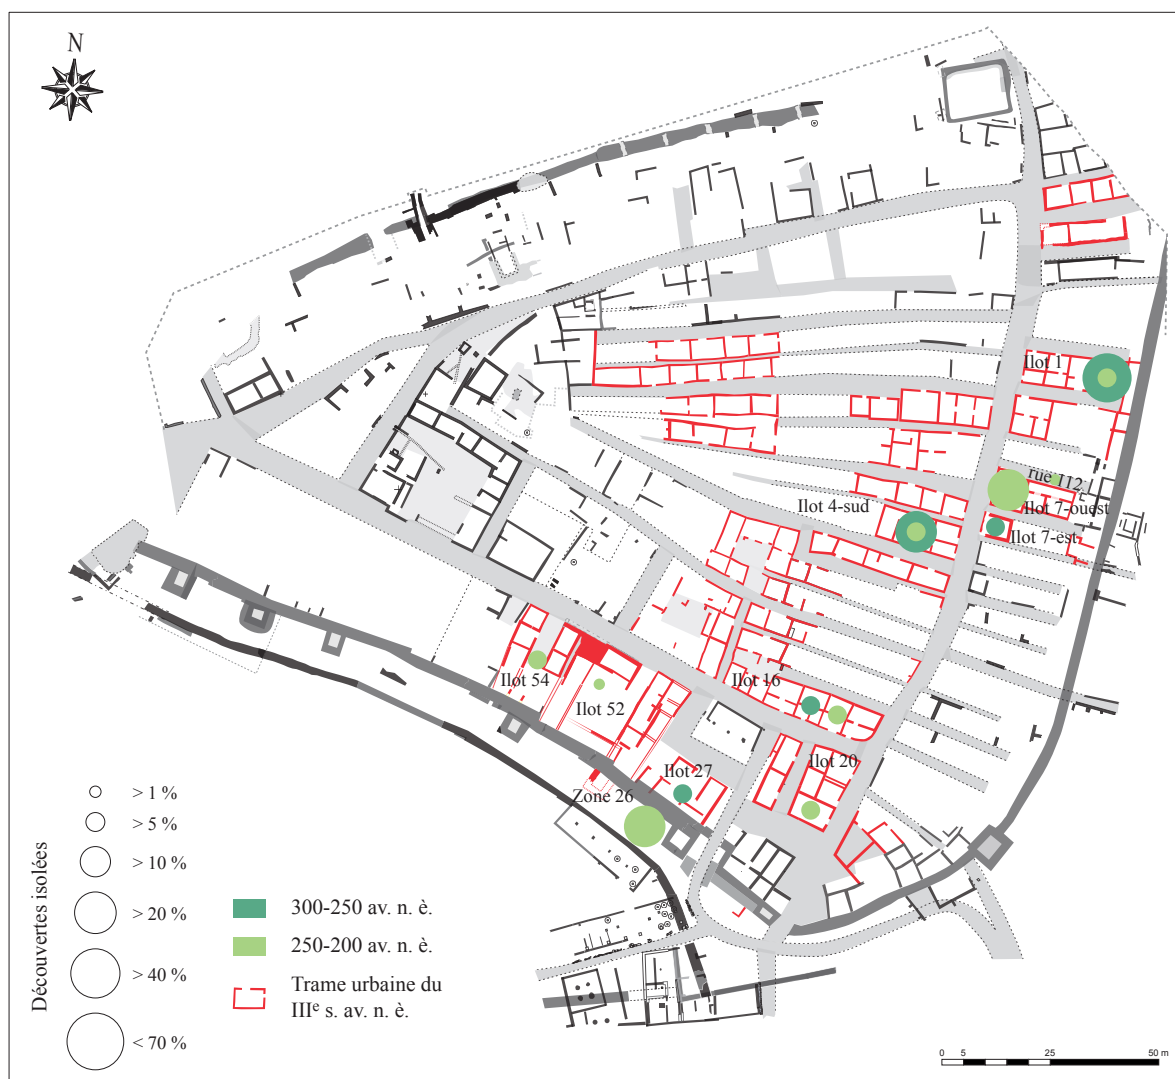 N
Ilot 1
rue 112
Ilot 7-ouest
Ilot 4-sud
Ilot 7-est
Ilot 54
Ilot 16
Ilot 52
Ilot 20
Ilot 27
Zone 26
Découvertes isolées
> 1 %
> 5 %
> 10 %
> 20 %
> 40 %
< 70 %
300-250 av. n. è.
250-200 av. n. è.
Trame urbaine du
IIIᵉ s. av. n. è.
0 5 25 50 m